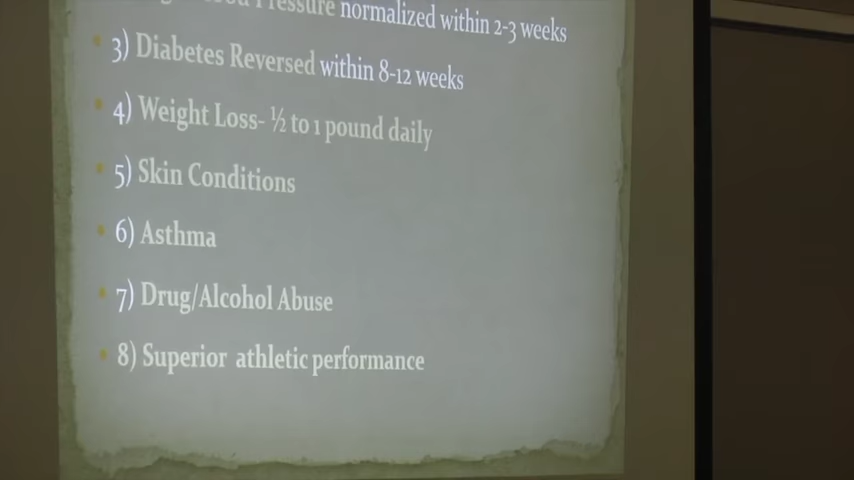 Pressure normalized within 2-3 weeks
3) Diabetes Reversed within 8-12 weeks
4) Weight Loss- ½ to 1 pound daily
5) Skin Conditions
6) Asthma
7) Drug/Alcohol Abuse
8) Superior athletic performance